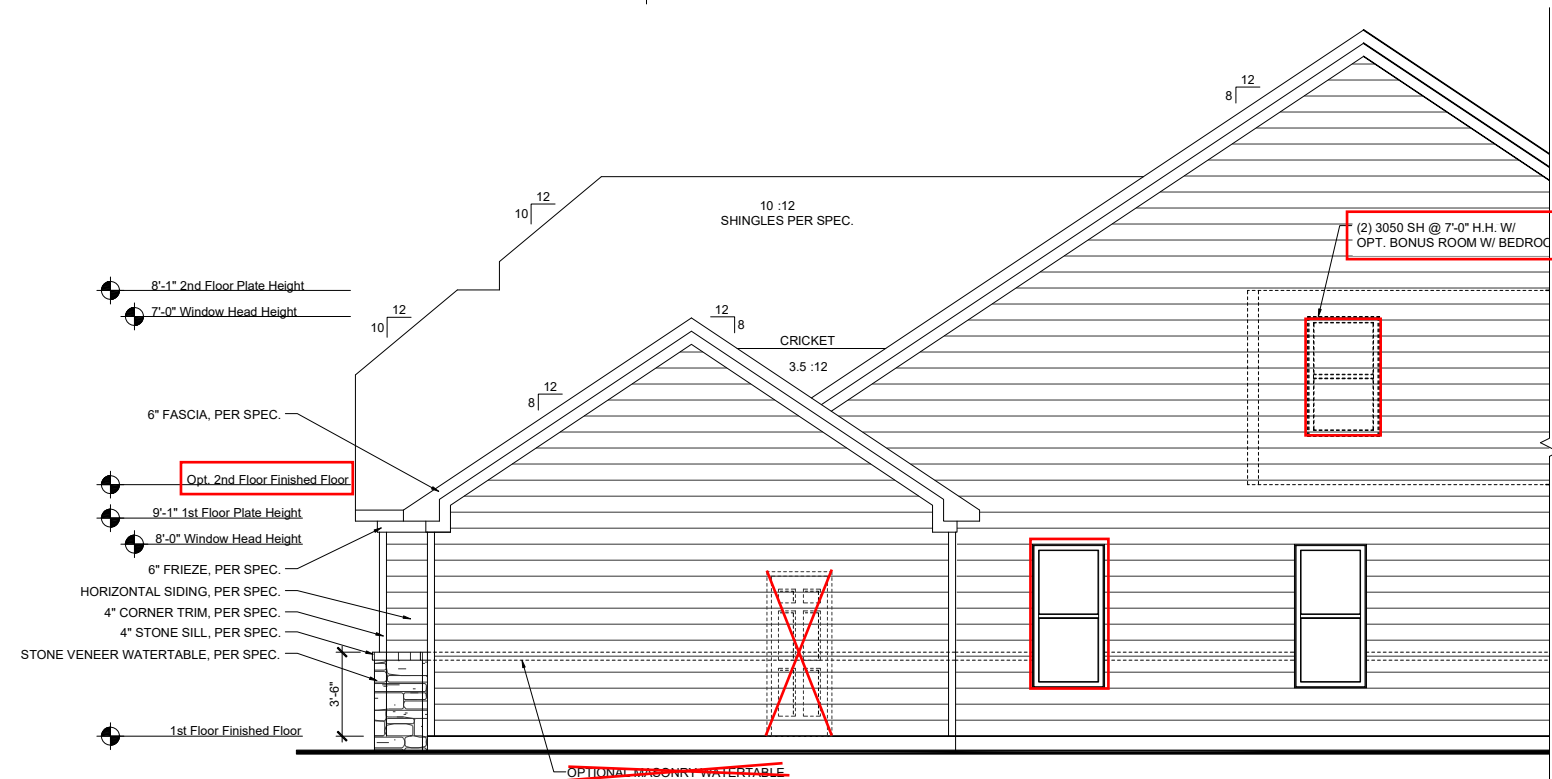 12
8
12
10
10 :12
SHINGLES PER SPEC.
(2) 3050 SH @ 7'-0" H.H. W/
OPT. BONUS ROOM W/
8'-1" 2nd Floor Plate Height
7'-0" Window Head Height
12
10
12
8
CRICKET
3.5 :12
12
8
6" FASCIA, PER SPEC.
Opt. 2nd Floor Finished Floor
9'-1" 1st Floor Plate Height
8'-0" Window Head Height
6" FRIEZE, PER SPEC.
HORIZONTAL SIDING, PER SPEC.
4" CORNER TRIM, PER SPEC.
4" STONE SILL, PER SPEC.
STONE VENEER WATERTABLE, PER SPEC.
3'-6"
1st Floor Finished Floor
OPTIONAL MASONRY WATERTABLE